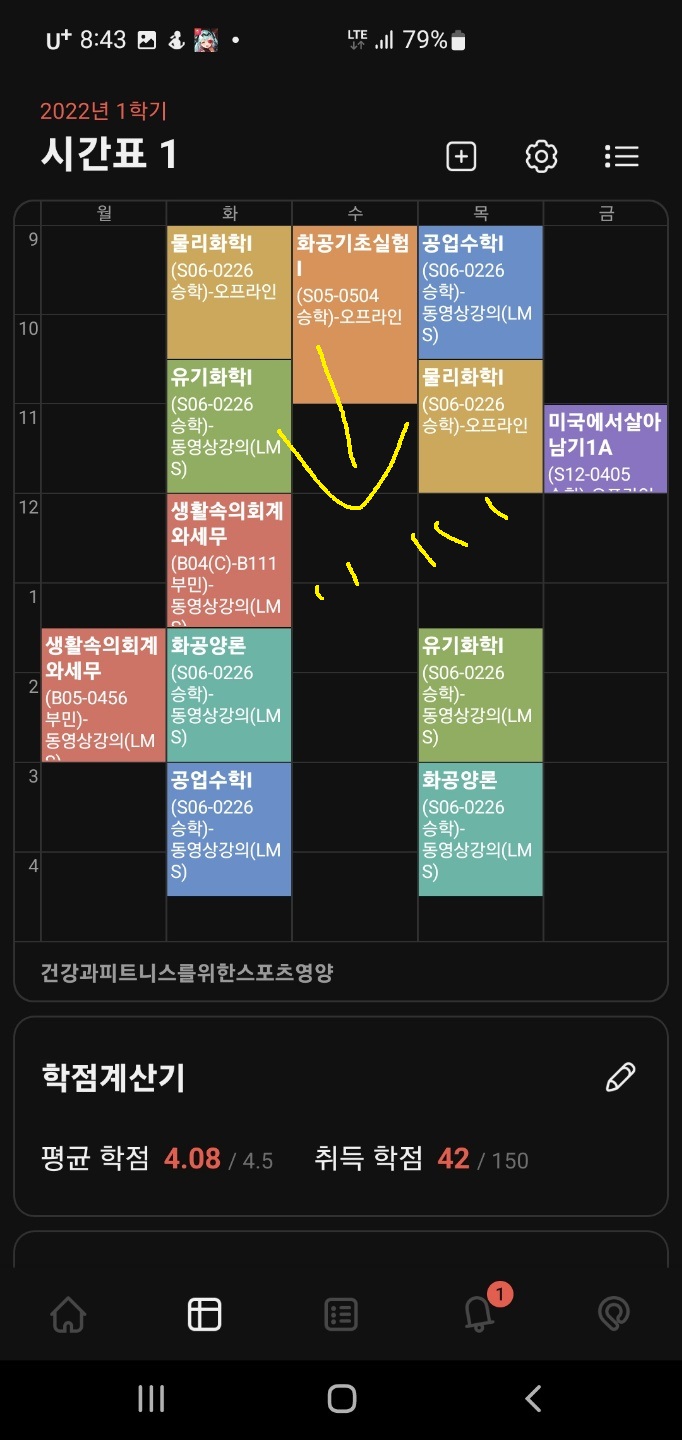 U+ 8:43 LTE 79%
2022년 1학기
시간표 1
월 화 수 목 금
9
10
11
12
1
2
3
4
물리화학I
(S06-0226
승학)-오프라인
유기화학I
(S06-0226
승학)-
동영상강의(LM
S)
생활속의회계
와세무
(B04(C)-B111
부민)-
동영상강의(LM
생활속의회계
와세무
(B05-0456
부민)-
동영상강의(LM
화공양론
(S06-0226
승학)-
동영상강의(LM
S)
공업수학I
(S06-0226
승학)-
동영상강의(LM
S)
화공기초실험
I
(S05-0504
승학)-오프라인
공업수학I
(S06-0226
승학)-
동영상강의(LM
S)
물리화학I
(S06-0226
승학)-오프라인
유기화학I
(S06-0226
승학)-
동영상강의(LM
S)
화공양론
(S06-0226
승학)-
동영상강의(LM
S)
미국에서살아
남기1A
(S12-0405
건강과피트니스를위한스포츠영양
학점계산기
평균 학점 4.08 / 4.5 취득 학점 42 / 150
1